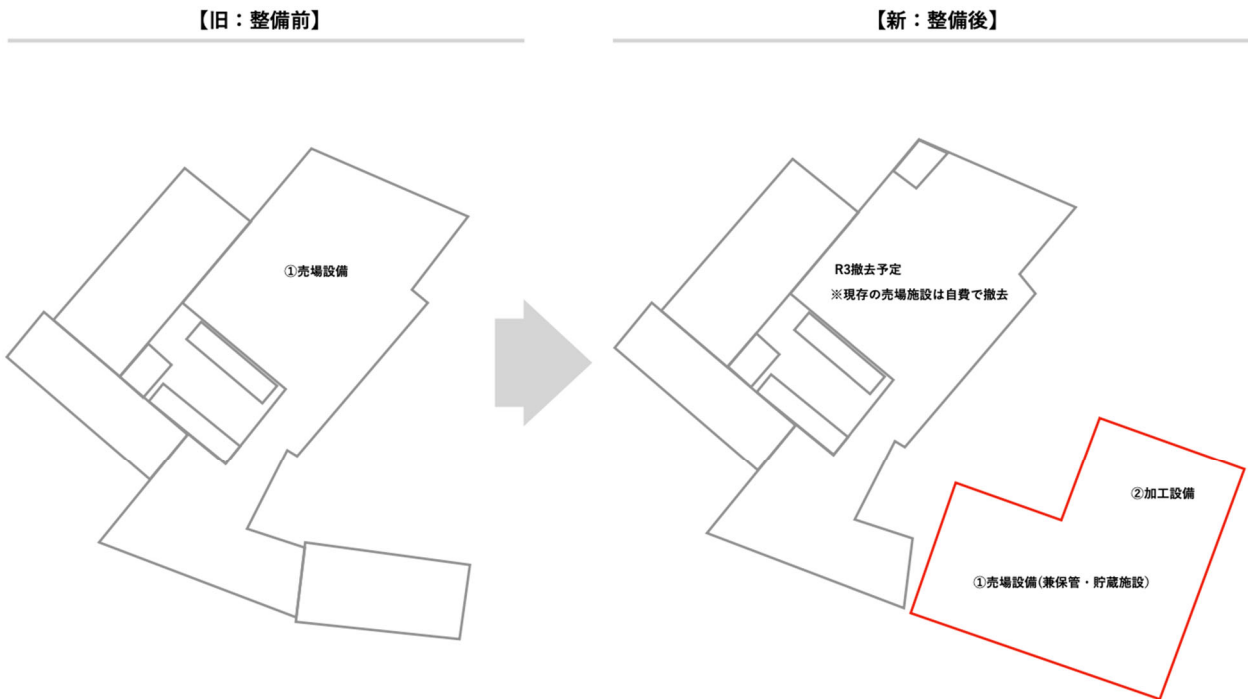 【旧：整備前】
【新：整備後】
①売場設備
R3撤去予定
※現存の売場施設は自費で撤去
②加工設備
①売場設備(兼保管・貯蔵施設)